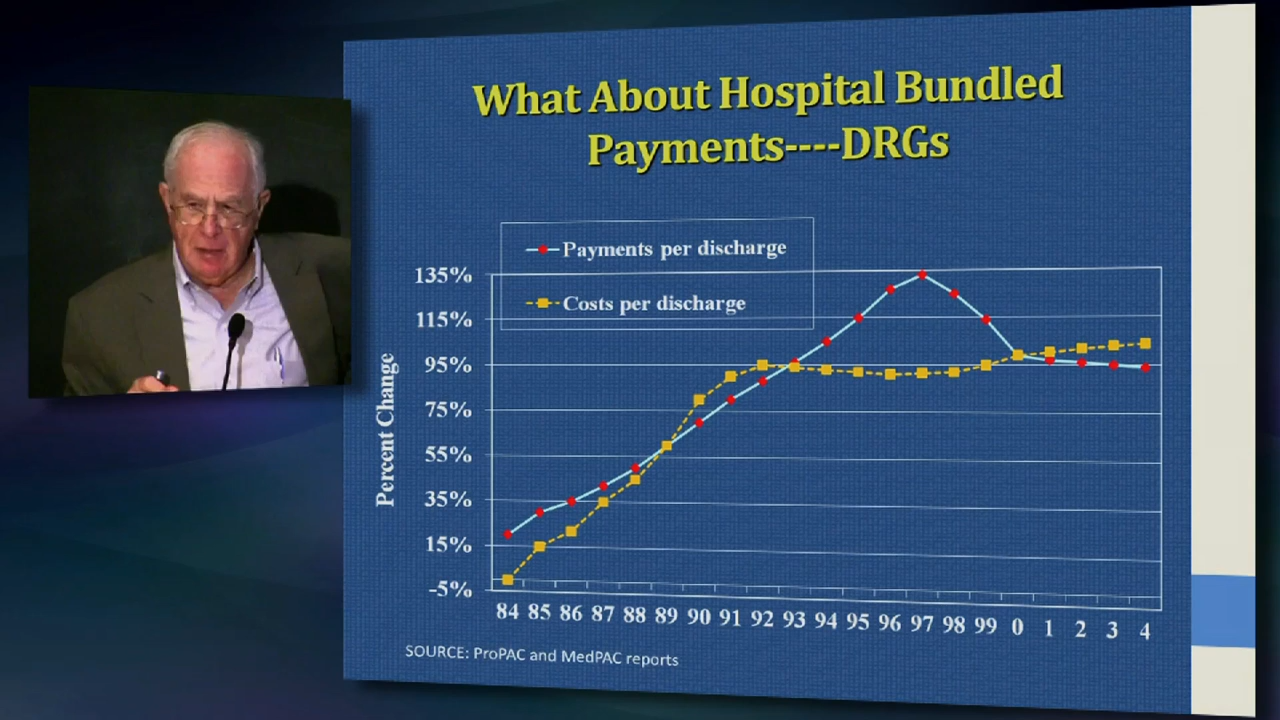 What About Hospital Bundled
Payments----DRGs
Payments per discharge
Costs per discharge
Percent Change
135%
115%
95%
75%
55%
35%
15%
-5%
84 85 86 87 88 89 90 91 92 93 94 95 96 97 98 99 0 1 2 3 4
SOURCE: ProPAC and MedPAC reports